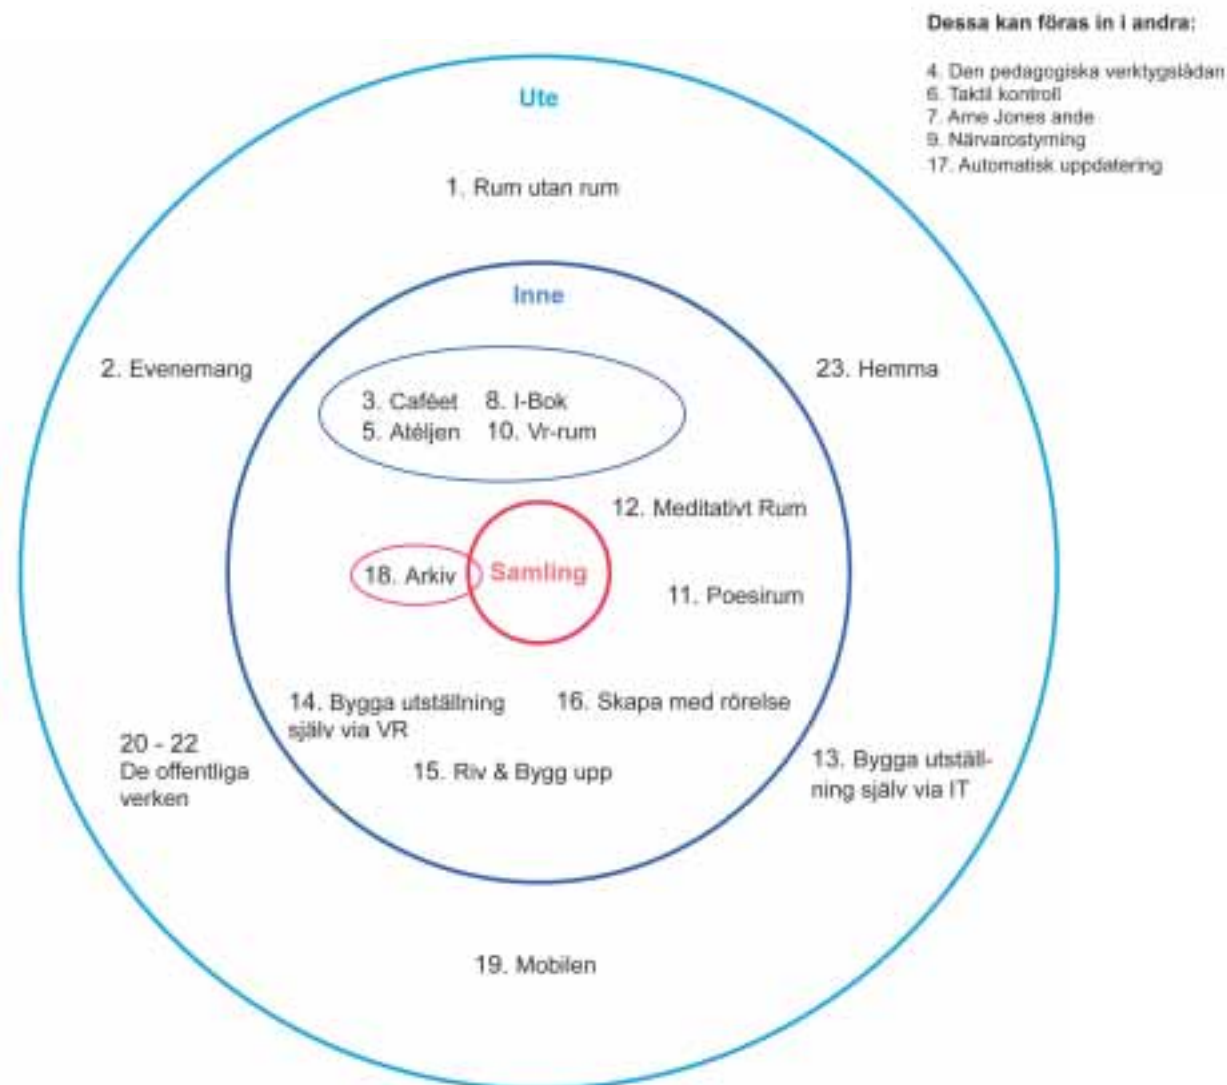 Dessa kan föras in i andra:
4. Den pedagogiska verktygslådan
6. Taktil kontroll
7. Arne Jones ande
9. Närvarostyrning
17. Automatisk uppdatering
Ute
1. Rum utan rum
Inne
2. Evenemang
23. Hemma
3. Caféet 8. I-Bok
5. Atéljen 10. Vr-rum
12. Meditativt Rum
18. Arkiv
Samling
11. Poesirum
14. Bygga utställning
själv via VR
16. Skapa med rörelse
15. Riv & Bygg upp
20 - 22
De offentliga
verken
13. Bygga utställ-
ning själv via IT
19. Mobilen